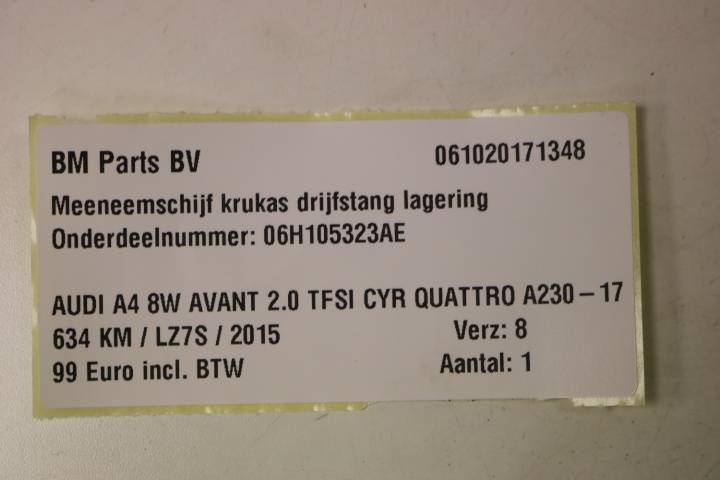 BM Parts BV 061020171348
Meeneemschijf krukas drijfstang lagering
Onderdeelnummer: 06H105323AE
AUDI A4 8W AVANT 2.0 TFSI CYR QUATTRO A230-17
634 KM / LZ7S / 2015 Verz: 8
99 Euro incl. BTW Aantal: 1